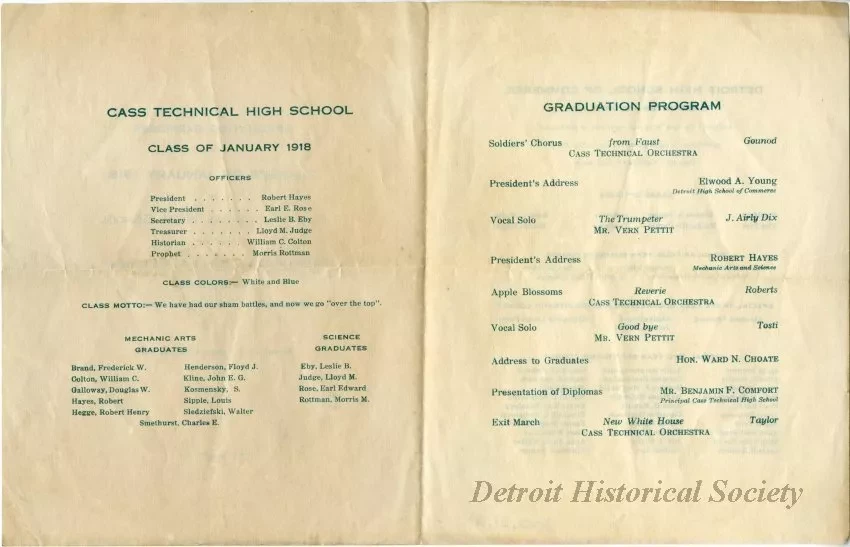 CASS TECHNICAL HIGH SCHOOL
CLASS OF JANUARY 1918
OFFICERS
President . . . . . . . Robert Hayes
Vice President . . . . . . Earl E. Rose
Secretary . . . . . . . . Leslie B. Eby
Treasurer . . . . . . . Lloyd M. Judge
Historian . . . . . . William C. Colton
Prophet . . . . . . . Morris Rottman
CLASS COLORS:— White and Blue
CLASS MOTTO:— We have had our sham battles, and now we go "over the top".
MECHANIC ARTS
GRADUATES
Brand, Frederick W.
Colton, William C.
Galloway, Douglas W.
Hayes, Robert
Hegge, Robert Henry
Henderson, Floyd J.
Kline, John E. G.
Kosmensky, S.
Sipple, Louis
Sledziefski, Walter
Smethurst, Charles E.
SCIENCE
GRADUATES
Eby, Leslie B.
Judge, Lloyd M.
Rose, Earl Edward
Rottman, Morris M.
GRADUATION PROGRAM
Soldiers' Chorus from Faust Gounod
CASS TECHNICAL ORCHESTRA
President's Address Elwood A. Young
Detroit High School of Commerce
Vocal Solo The Trumpeter J. Airly Dix
MR. VERN PETTIT
President's Address ROBERT HAYES
Mechanic Arts and Science
Apple Blossoms Reverie Roberts
CASS TECHNICAL ORCHESTRA
Vocal Solo Good bye Tosti
MR. VERN PETTIT
Address to Graduates HON. WARD N. CHOATE
Presentation of Diplomas MR. BENJAMIN F. COMFORT
Principal Cass Technical High School
Exit March New White House Taylor
CASS TECHNICAL ORCHESTRA
Detroit Historical Society